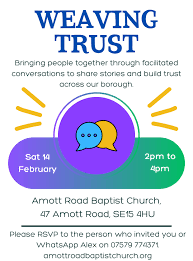 WEAVING
TRUST
Bringing people together through facilitated
conversations to share stories and build trust
across our borough.
Sat 14
February
2pm to
4pm
Amott Road Baptist Church,
47 Amott Road, SE15 4HU
Please RSVP to the person who invited you or
WhatsApp Alex on 07579 774371
amottroadbaptistchurch.org